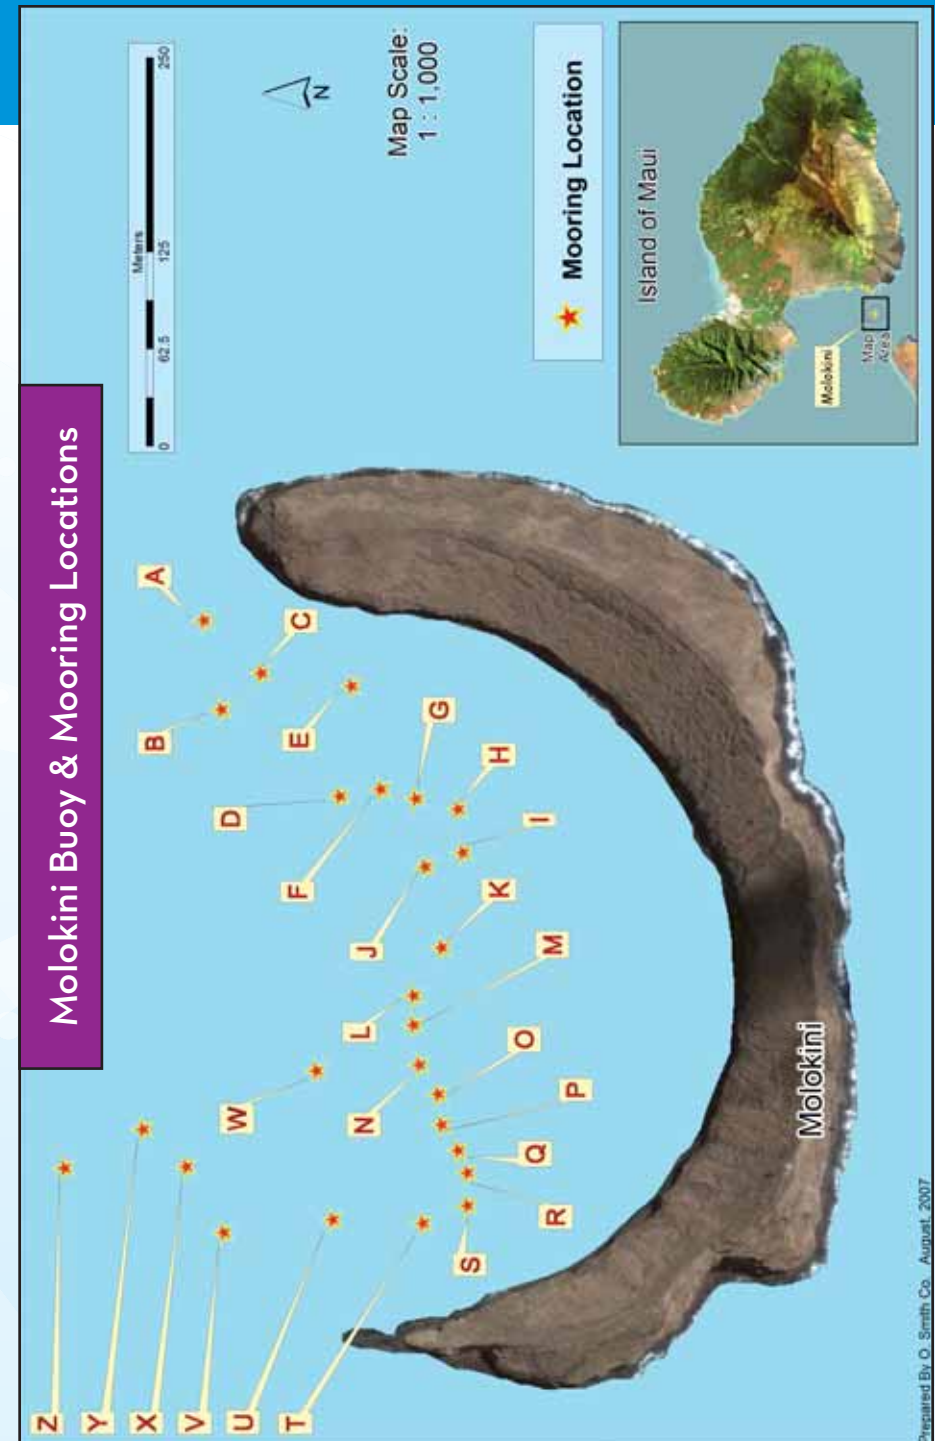 Molokini Buoy & Mooring Locations
Meters
0 62.5 125 250
N
Map Scale:
1 : 1,000
Mooring Location
Island of Maui
Molokini
Map
Area
A
B
C
D
E
F
G
H
I
J
K
L
M
N
O
P
Q
R
S
T
U
V
W
X
Y
Z
Molokini
Prepared By O. Smith Co. August, 2007